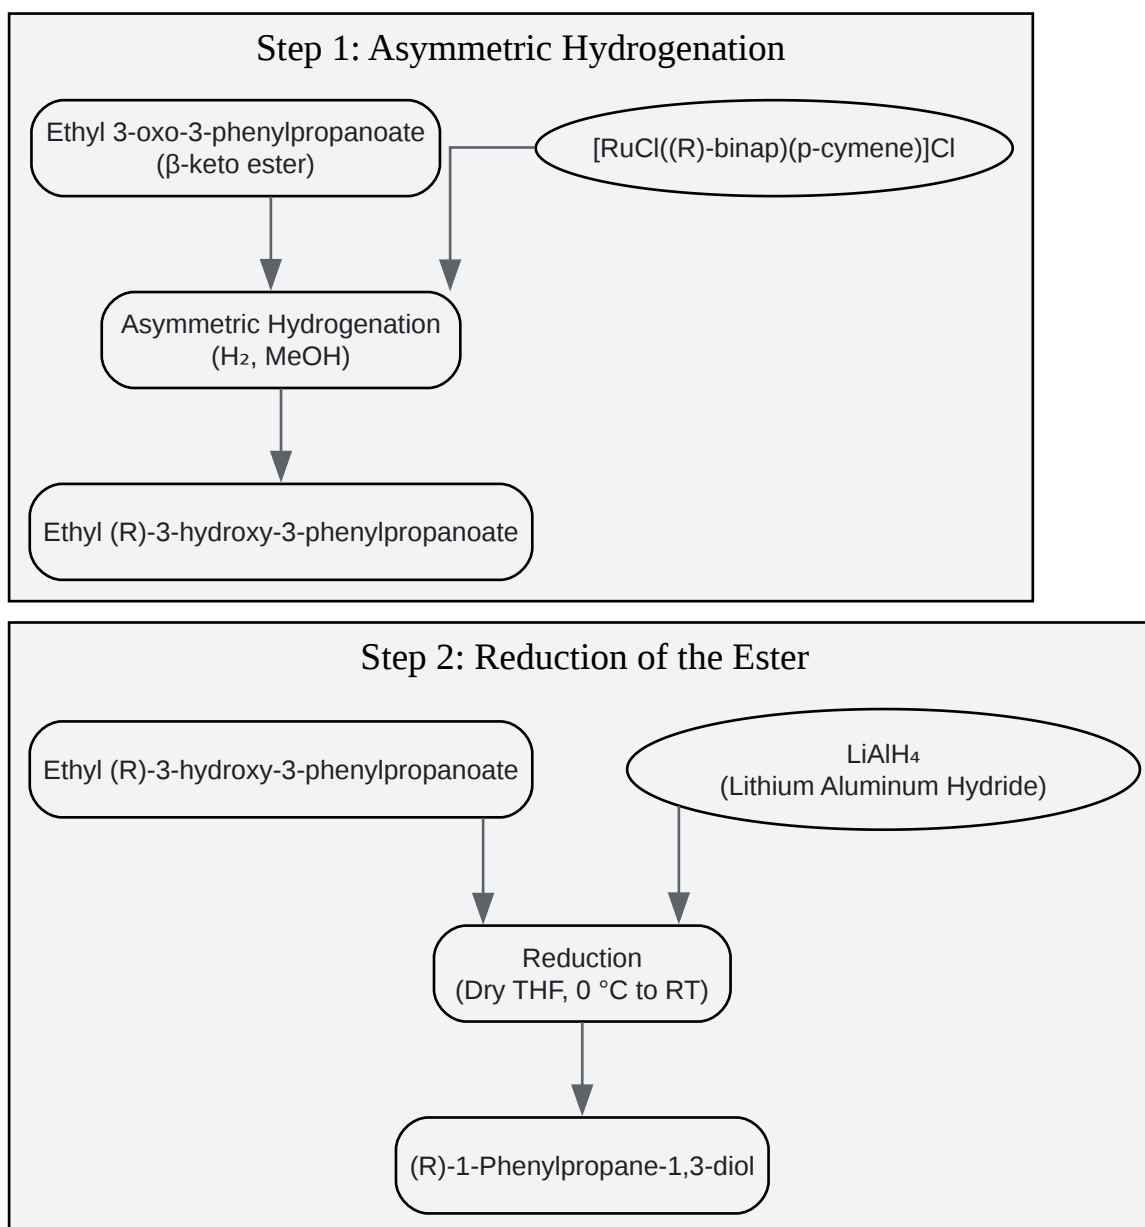 Step 1: Asymmetric Hydrogenation
Ethyl 3-oxo-3-phenylpropanoate
(β-keto ester)
[RuCl((R)-binap)(p-cymene)]Cl
Asymmetric Hydrogenation
(H₂, MeOH)
Ethyl (R)-3-hydroxy-3-phenylpropanoate
Step 2: Reduction of the Ester
Ethyl (R)-3-hydroxy-3-phenylpropanoate
LiAlH₄
(Lithium Aluminum Hydride)
Reduction
(Dry THF, 0 °C to RT)
(R)-1-Phenylpropane-1,3-diol